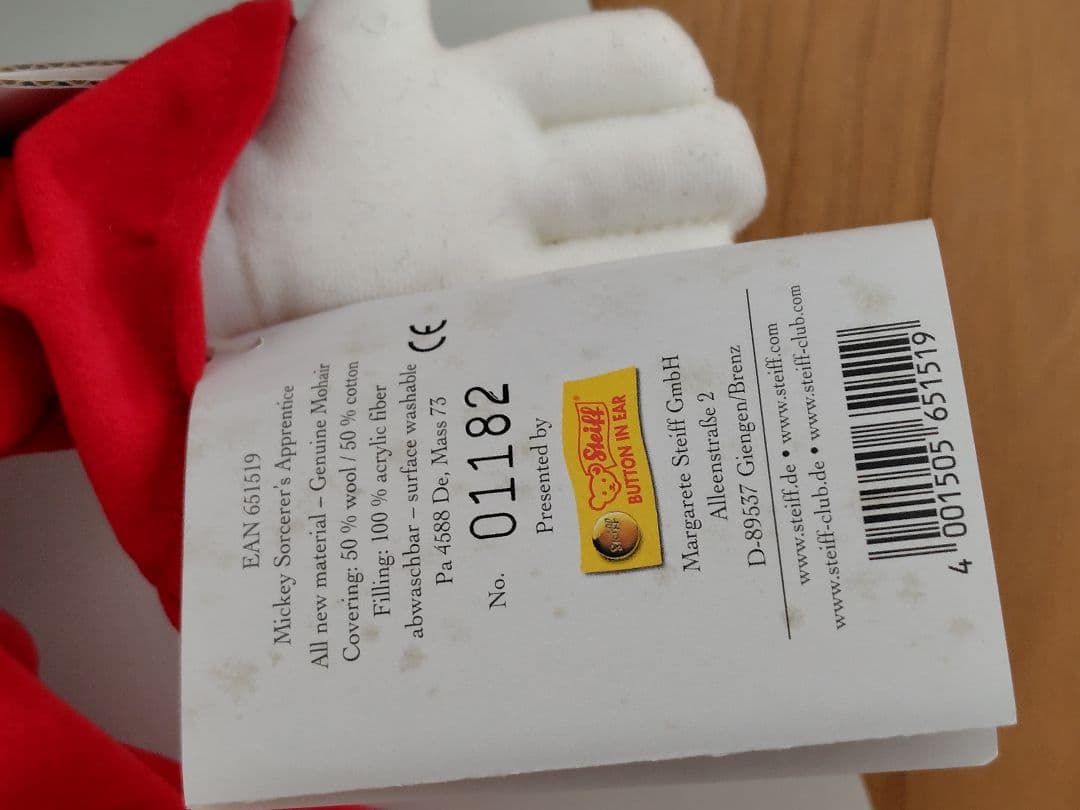 EAN 651519
Mickey Sorcerer's Apprentice
All new material – Genuine Mohair
Covering: 50 % wool / 50 % cotton
Filling: 100 % acrylic fiber
abwaschbar – surface washable
Pa 4588 De, Mass 73 CE
No. 01182
Presented by
Steiff
Steiff®
BUTTON IN EAR
Margarete Steiff GmbH
Alleenstraße 2
D-89537 Giengen/Brenz
www.steiff.de • www.steiff.com
www.steiff-club.de • www.steiff-club.com
4 001505 651519